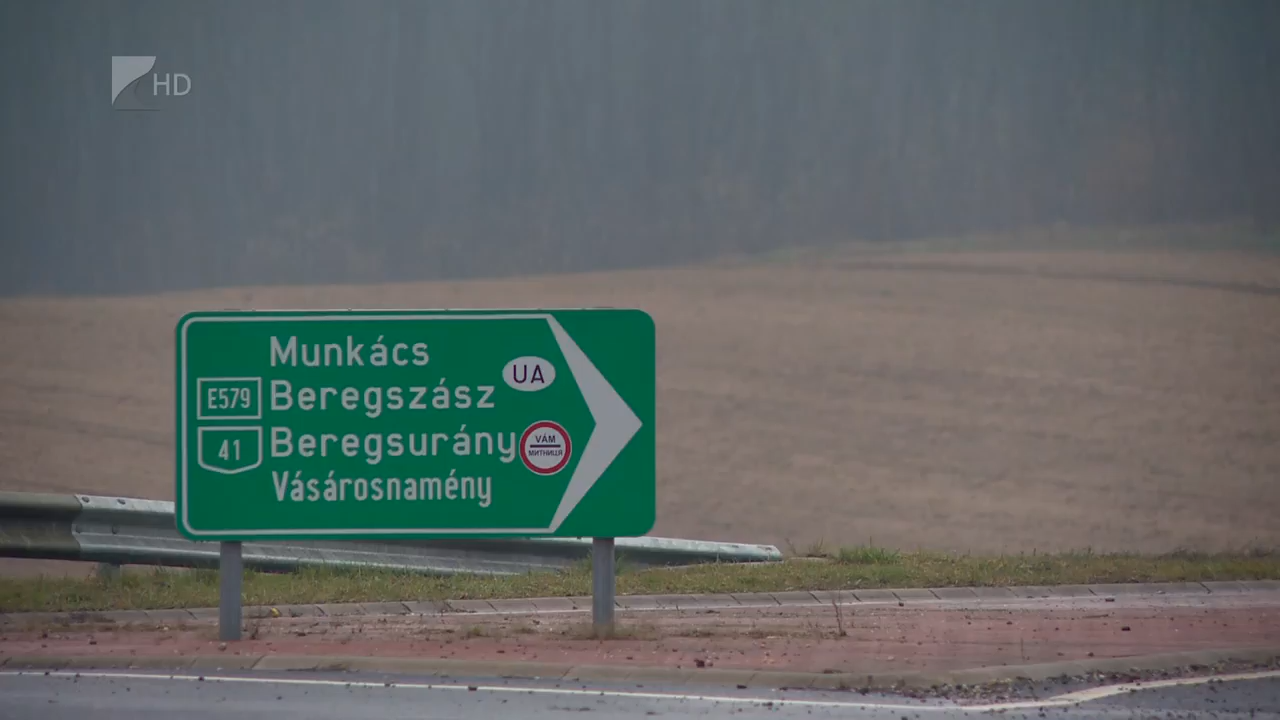 HD
Munkács
UA
E579 Beregszász
41 Beregsurány
VÁM
МИТНИЦЯ
Vásárosnamény